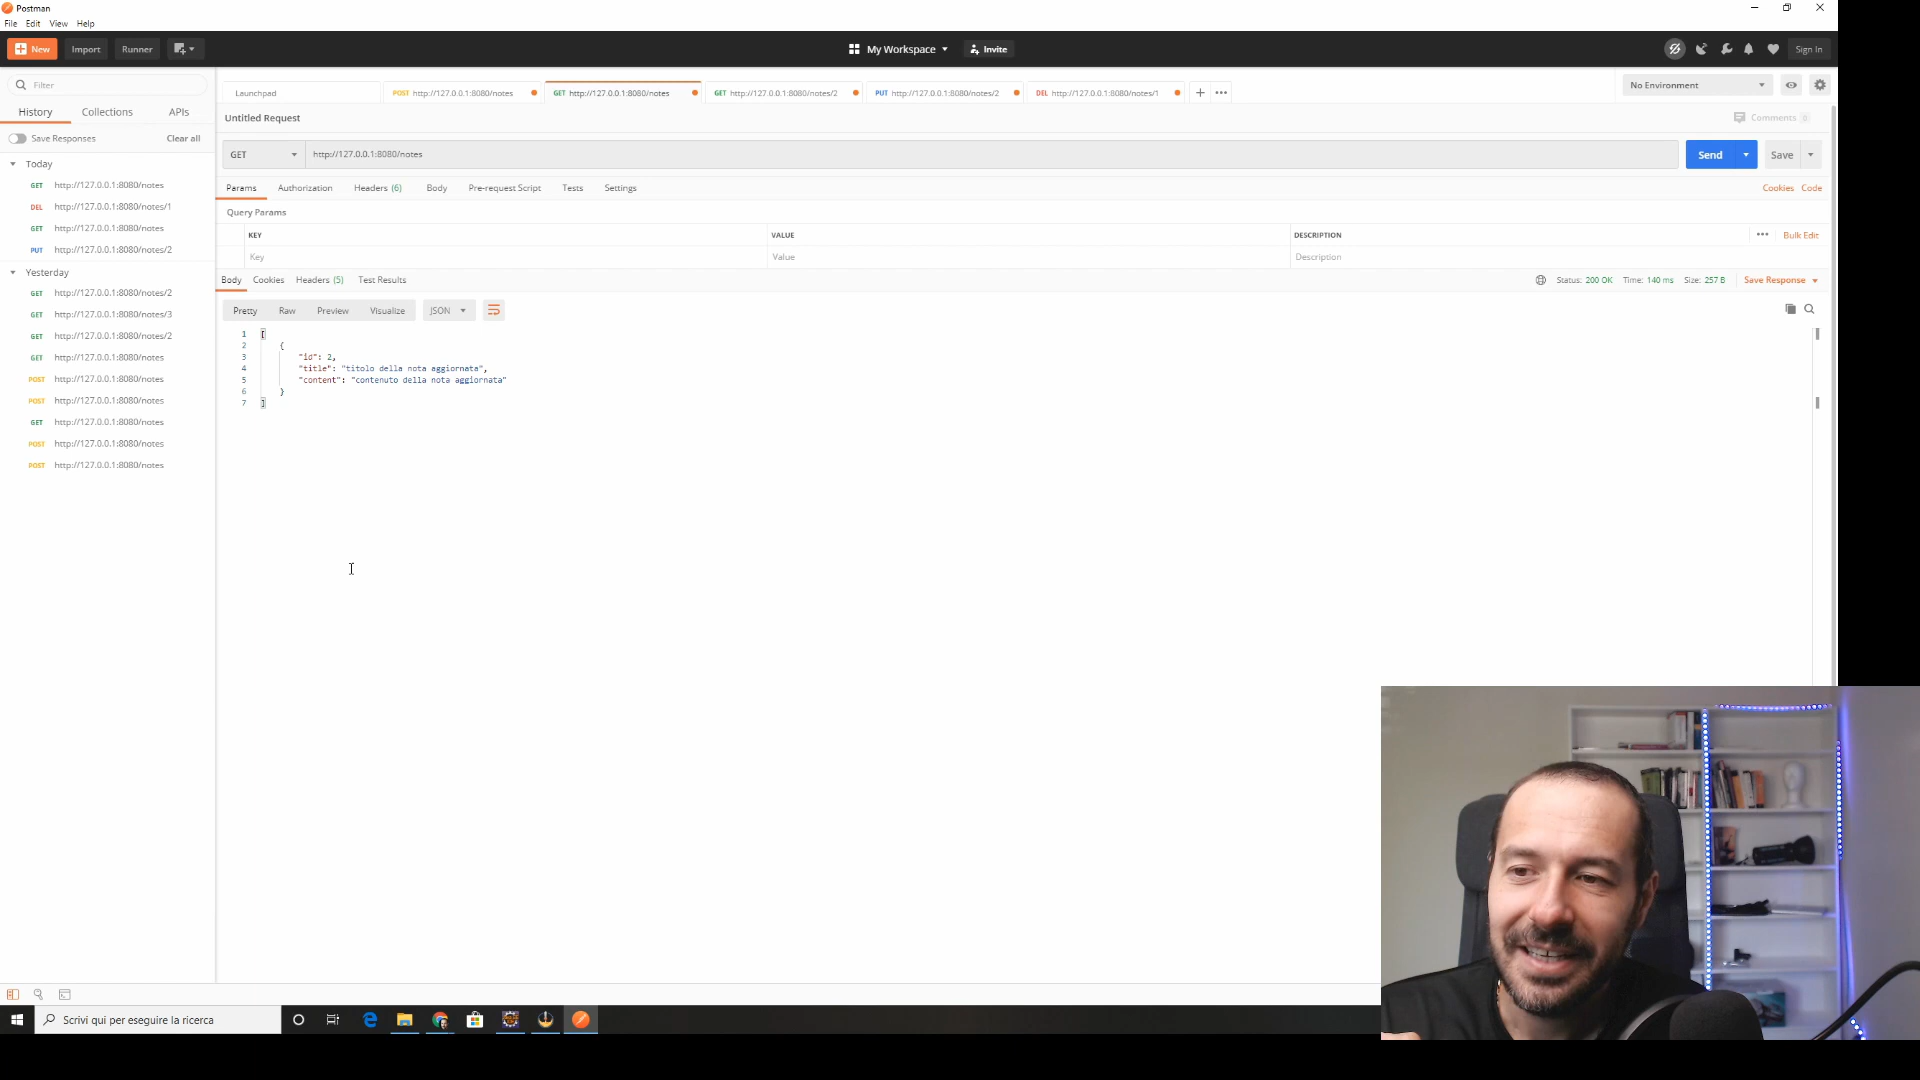 Postman
File Edit View Help
New Import Runner My Workspace Invite Sign In
Filter
History Collections APIs
Save Responses Clear all
Today
GET http://127.0.0.1:8080/notes
DEL http://127.0.0.1:8080/notes/1
GET http://127.0.0.1:8080/notes
PUT http://127.0.0.1:8080/notes/2
Yesterday
GET http://127.0.0.1:8080/notes/2
GET http://127.0.0.1:8080/notes/3
GET http://127.0.0.1:8080/notes/2
GET http://127.0.0.1:8080/notes
POST http://127.0.0.1:8080/notes
POST http://127.0.0.1:8080/notes
GET http://127.0.0.1:8080/notes
POST http://127.0.0.1:8080/notes
POST http://127.0.0.1:8080/notes
Launchpad POST http://127.0.0.1:8080/notes GET http://127.0.0.1:8080/notes GET http://127.0.0.1:8080/notes/2 PUT http://127.0.0.1:8080/notes/2 DEL http://127.0.0.1:8080/notes/1 No Environment
Untitled Request Comments 0
GET http://127.0.0.1:8080/notes Send Save
Params Authorization Headers (6) Body Pre-request Script Tests Settings Cookies Code
Query Params
KEY VALUE DESCRIPTION Bulk Edit
Key Value Description
Body Cookies Headers (5) Test Results Status: 200 OK Time: 140 ms Size: 257 B Save Response
Pretty Raw Preview Visualize JSON
1 [
2 {
3 "id": 2,
4 "title": "titolo della nota aggiornata",
5 "content": "contenuto della nota aggiornata"
6 }
7 ]
Scrivi qui per eseguire la ricerca